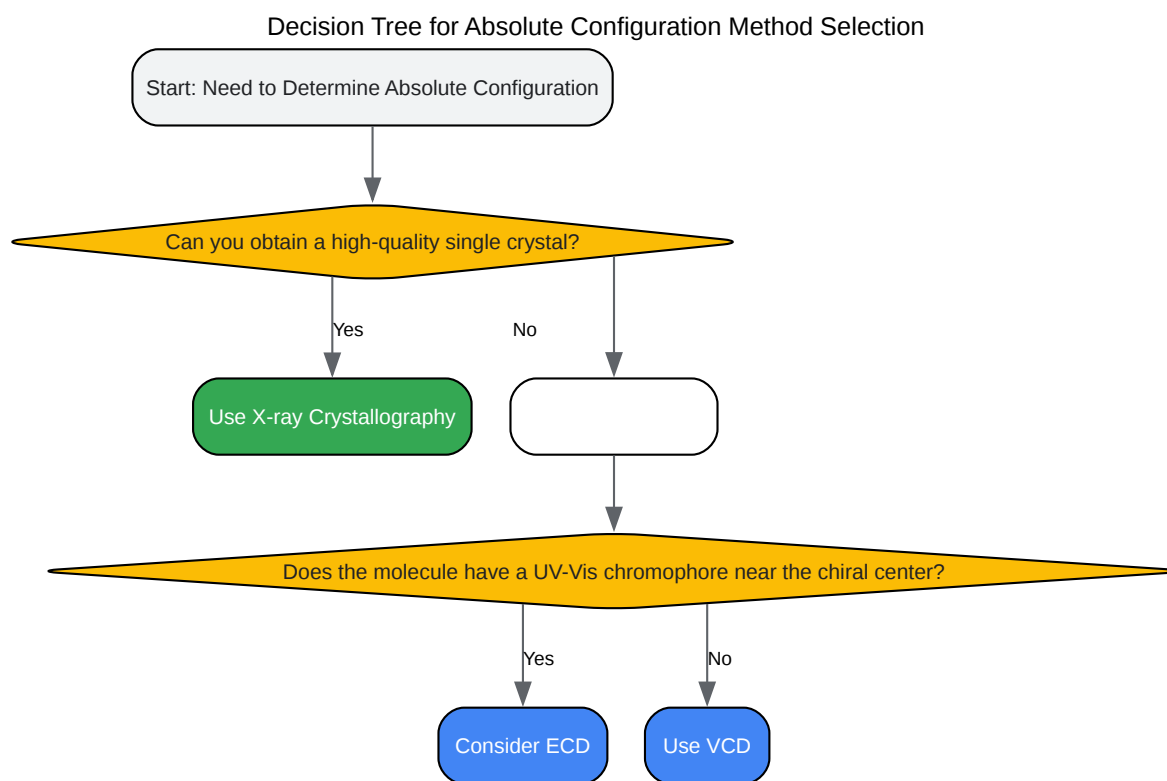 Decision Tree for Absolute Configuration Method Selection
Start: Need to Determine Absolute Configuration
Can you obtain a high-quality single crystal?
Yes
No
Use X-ray Crystallography
Does the molecule have a UV-Vis chromophore near the chiral center?
Yes
No
Consider ECD
Use VCD